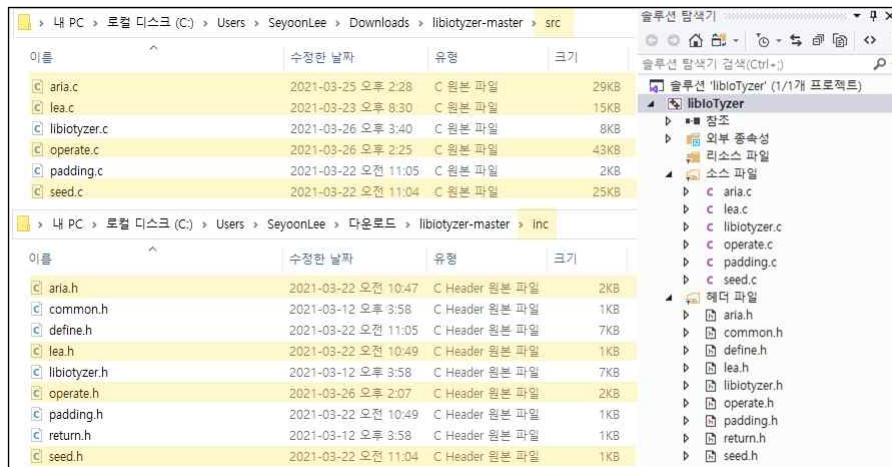 내 PC > 로컬 디스크 (C:) > Users > SeyoonLee > Downloads > libiotyzer-master > src
이름 수정한 날짜 유형 크기
aria.c 2021-03-25 오후 2:28 C 원본 파일 29KB
lea.c 2021-03-23 오후 8:30 C 원본 파일 15KB
libiotyzer.c 2021-03-26 오후 3:40 C 원본 파일 8KB
operate.c 2021-03-26 오후 2:25 C 원본 파일 43KB
padding.c 2021-03-22 오전 11:05 C 원본 파일 2KB
seed.c 2021-03-22 오전 11:04 C 원본 파일 25KB
내 PC > 로컬 디스크 (C:) > Users > SeyoonLee > 다운로드 > libiotyzer-master > inc
이름 수정한 날짜 유형 크기
aria.h 2021-03-22 오전 10:47 C Header 원본 파일 2KB
common.h 2021-03-12 오후 3:58 C Header 원본 파일 1KB
define.h 2021-03-22 오전 11:05 C Header 원본 파일 7KB
lea.h 2021-03-22 오전 10:49 C Header 원본 파일 1KB
libiotyzer.h 2021-03-12 오후 3:58 C Header 원본 파일 7KB
operate.h 2021-03-26 오후 2:07 C Header 원본 파일 2KB
padding.h 2021-03-22 오전 10:49 C Header 원본 파일 1KB
return.h 2021-03-12 오후 3:58 C Header 원본 파일 1KB
seed.h 2021-03-22 오전 11:04 C Header 원본 파일 1KB
솔루션 탐색기
솔루션 탐색기 검색(Ctrl+;)
솔루션 'libIoTyzer' (1/1개 프로젝트)
libIoTyzer
참조
외부 종속성
리소스 파일
소스 파일
aria.c
lea.c
libiotyzer.c
operate.c
padding.c
seed.c
헤더 파일
aria.h
common.h
define.h
lea.h
libiotyzer.h
operate.h
padding.h
return.h
seed.h